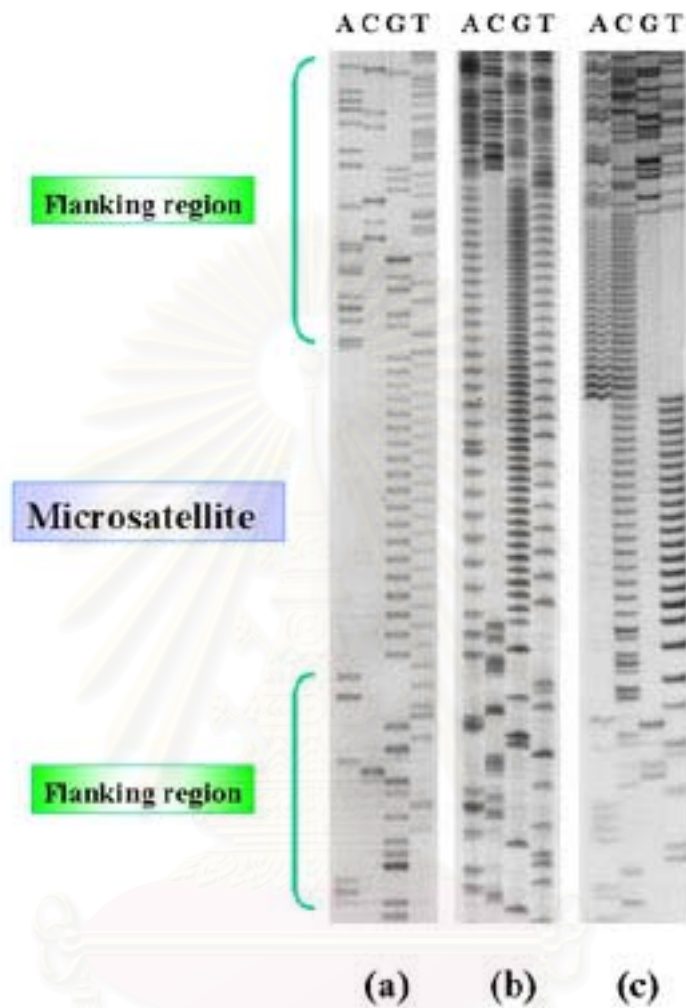 A C G T A C G T A C G T
Flanking region
Microsatellite
Flanking region
(a) (b) (c)